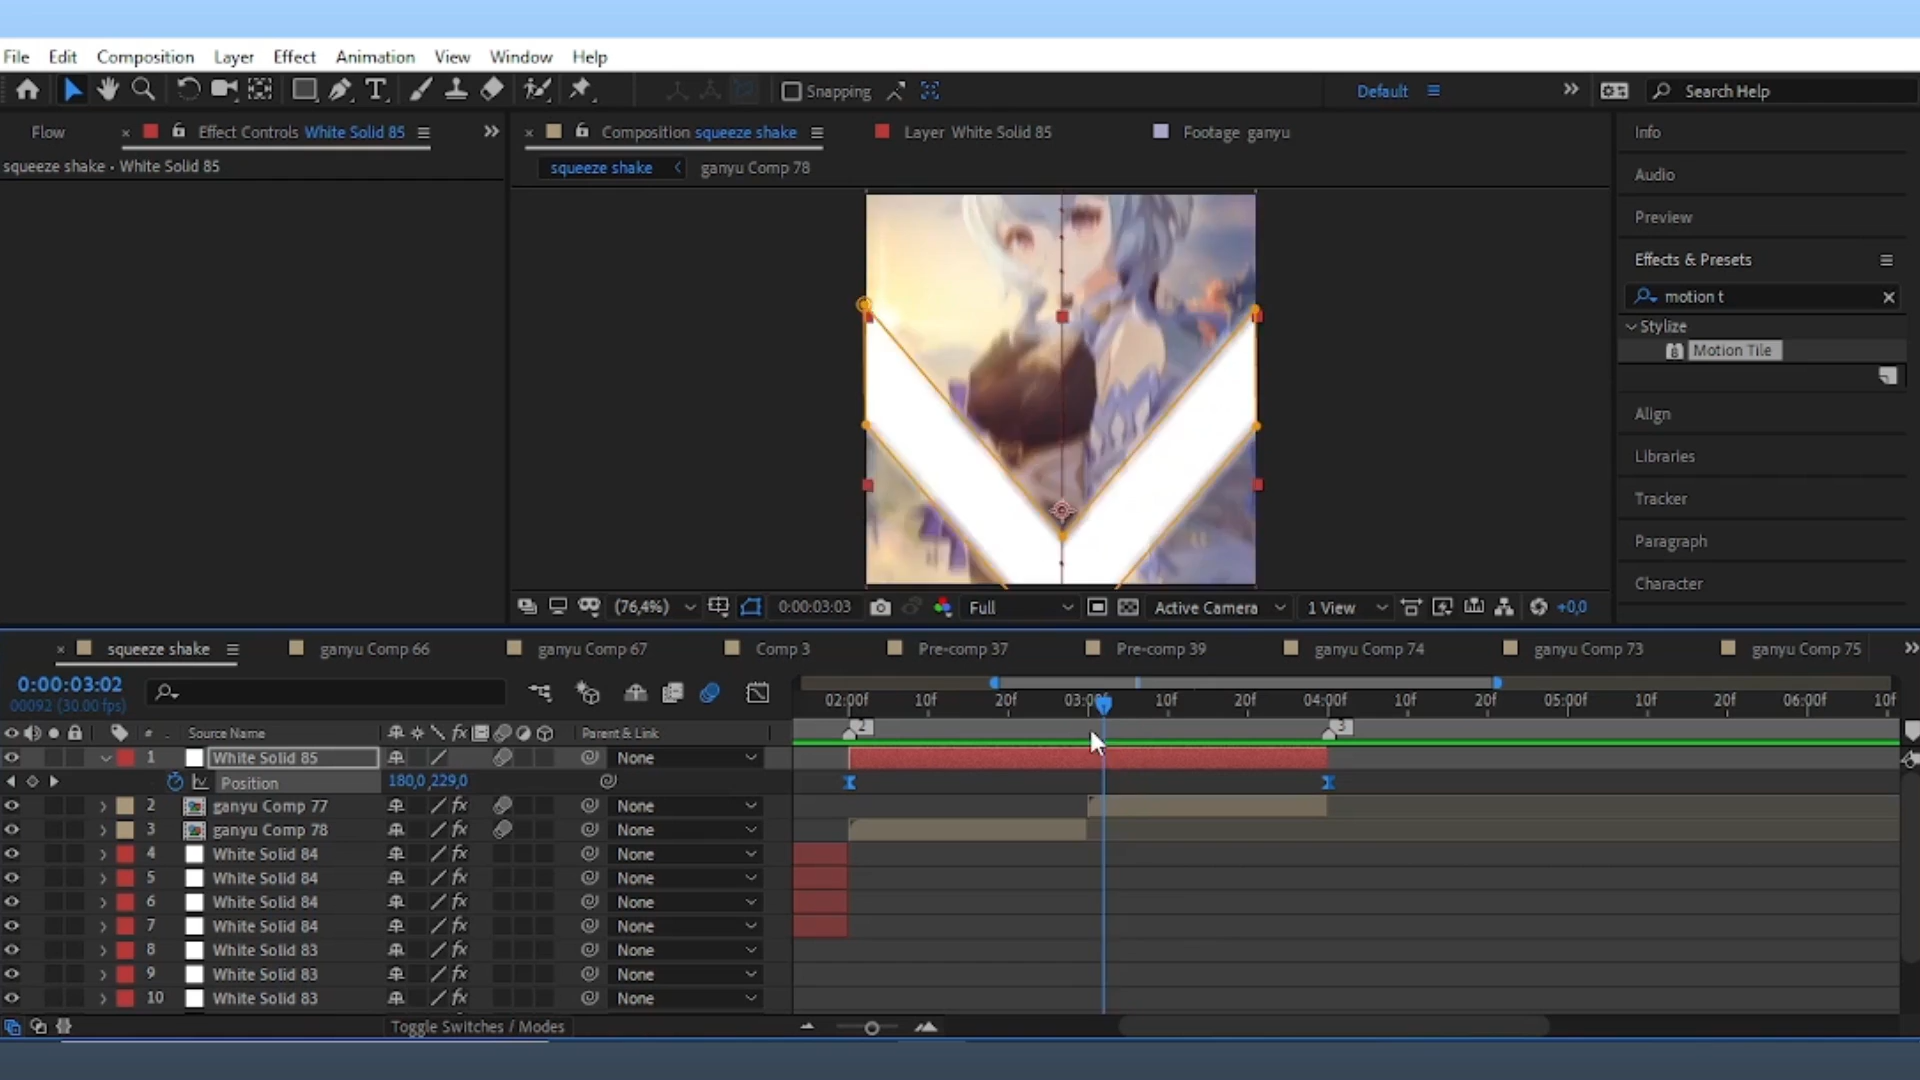 File Edit Composition Layer Effect Animation View Window Help
Snapping Default Search Help
Flow Effect Controls White Solid 85 Composition squeeze shake Layer White Solid 85 Footage ganyu
squeeze shake • White Solid 85 squeeze shake ganyu Comp 78
Info
Audio
Preview
Effects & Presets
motion t
Stylize
Motion Tile
Align
Libraries
Tracker
Paragraph
Character
(76,4%) 0:00:03:03 Full Active Camera 1 View +0,0
squeeze shake ganyu Comp 66 ganyu Comp 67 Comp 3 Pre-comp 37 Pre-comp 39 ganyu Comp 74 ganyu Comp 73 ganyu Comp 75
0:00:03:02
00092 (30.00 fps)
02:00f 10f 20f 03:00f 10f 20f 04:00f 10f 20f 05:00f 10f 20f 06:00f 10f
# Source Name Parent & Link 2 3
1 White Solid 85 None
Position 180,0,229,0
2 ganyu Comp 77 None
3 ganyu Comp 78 None
4 White Solid 84 None
5 White Solid 84 None
6 White Solid 84 None
7 White Solid 84 None
8 White Solid 83 None
9 White Solid 83 None
10 White Solid 83 None
Toggle Switches / Modes